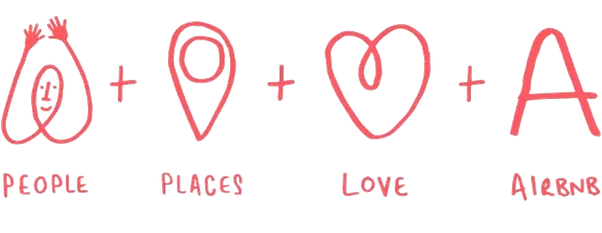 PEOPLE + PLACES + LOVE + A AIRBNB